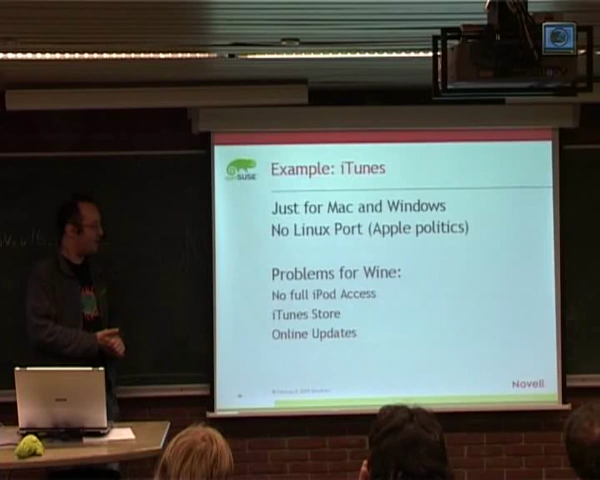 Example: iTunes
SUSE
Just for Mac and Windows
No Linux Port (Apple politics)
Problems for Wine:
No full iPod Access
iTunes Store
Online Updates
Novell